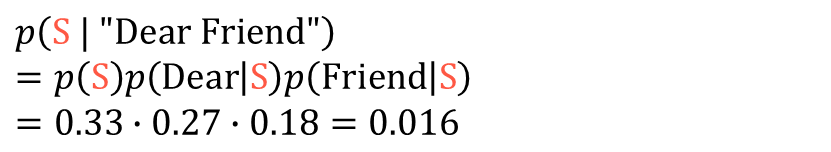 p(S | "Dear Friend")
= p(S)p(Dear|S)p(Friend|S)
= 0.33 · 0.27 · 0.18 = 0.016